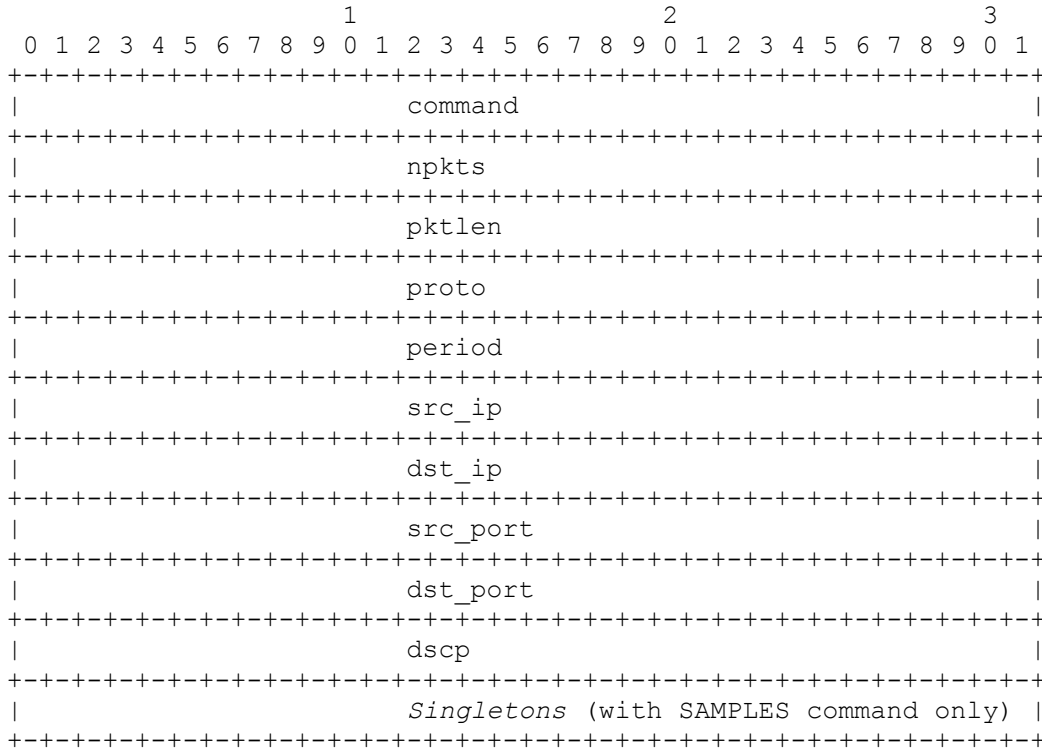 1                   2                   3
 0 1 2 3 4 5 6 7 8 9 0 1 2 3 4 5 6 7 8 9 0 1 2 3 4 5 6 7 8 9 0 1
+-+-+-+-+-+-+-+-+-+-+-+-+-+-+-+-+-+-+-+-+-+-+-+-+-+-+-+-+-+-+-+-+
|                        command                                |
+-+-+-+-+-+-+-+-+-+-+-+-+-+-+-+-+-+-+-+-+-+-+-+-+-+-+-+-+-+-+-+-+
|                        npkts                                  |
+-+-+-+-+-+-+-+-+-+-+-+-+-+-+-+-+-+-+-+-+-+-+-+-+-+-+-+-+-+-+-+-+
|                        pktlen                                 |
+-+-+-+-+-+-+-+-+-+-+-+-+-+-+-+-+-+-+-+-+-+-+-+-+-+-+-+-+-+-+-+-+
|                        proto                                  |
+-+-+-+-+-+-+-+-+-+-+-+-+-+-+-+-+-+-+-+-+-+-+-+-+-+-+-+-+-+-+-+-+
|                        period                                 |
+-+-+-+-+-+-+-+-+-+-+-+-+-+-+-+-+-+-+-+-+-+-+-+-+-+-+-+-+-+-+-+-+
|                        src_ip                                 |
+-+-+-+-+-+-+-+-+-+-+-+-+-+-+-+-+-+-+-+-+-+-+-+-+-+-+-+-+-+-+-+-+
|                        dst_ip                                 |
+-+-+-+-+-+-+-+-+-+-+-+-+-+-+-+-+-+-+-+-+-+-+-+-+-+-+-+-+-+-+-+-+
|                        src_port                               |
+-+-+-+-+-+-+-+-+-+-+-+-+-+-+-+-+-+-+-+-+-+-+-+-+-+-+-+-+-+-+-+-+
|                        dst_port                               |
+-+-+-+-+-+-+-+-+-+-+-+-+-+-+-+-+-+-+-+-+-+-+-+-+-+-+-+-+-+-+-+-+
|                        dscp                                   |
+-+-+-+-+-+-+-+-+-+-+-+-+-+-+-+-+-+-+-+-+-+-+-+-+-+-+-+-+-+-+-+-+
|                        Singletons (with SAMPLES command only) |
+-+-+-+-+-+-+-+-+-+-+-+-+-+-+-+-+-+-+-+-+-+-+-+-+-+-+-+-+-+-+-+-+